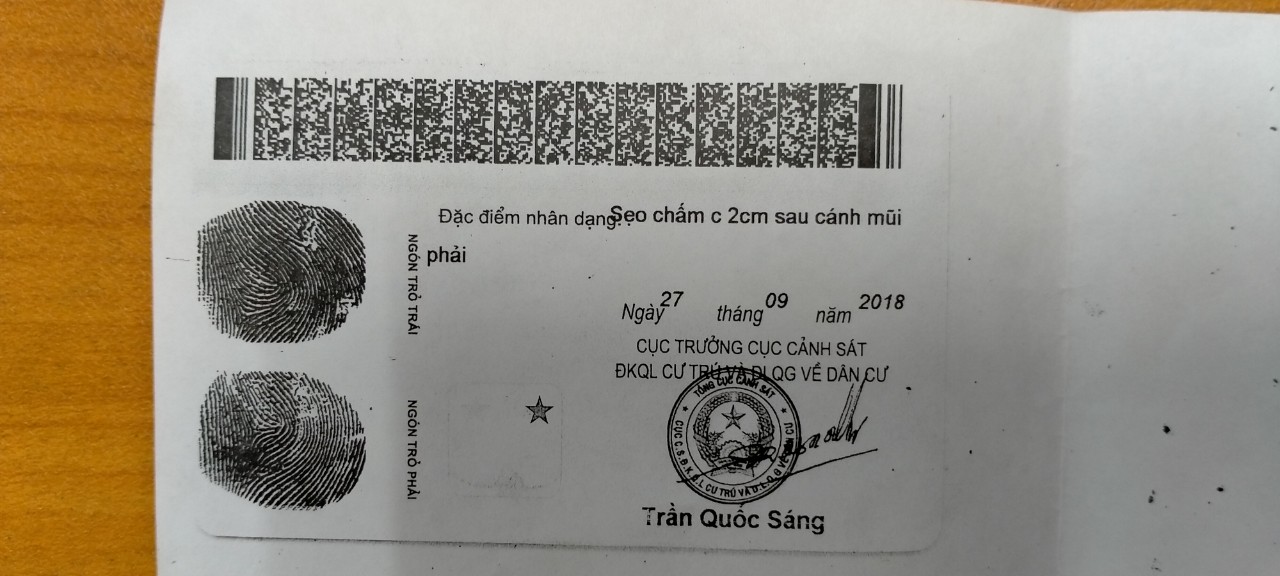 Đặc điểm nhân dạng: Sẹo chấm c 2cm sau cánh mũi
phải
NGÓN TRỎ TRÁI
NGÓN TRỎ PHẢI
Ngày 27 tháng 09 năm 2018
CỤC TRƯỞNG CỤC CẢNH SÁT
ĐKQL CƯ TRÚ VÀ DLQG VỀ DÂN CƯ
TỔNG CỤC CẢNH SÁT
CỤC C.S.Đ.K.Q.L CƯ TRÚ VÀ D.L.Q.G VỀ DÂN CƯ
Trần Quốc Sáng